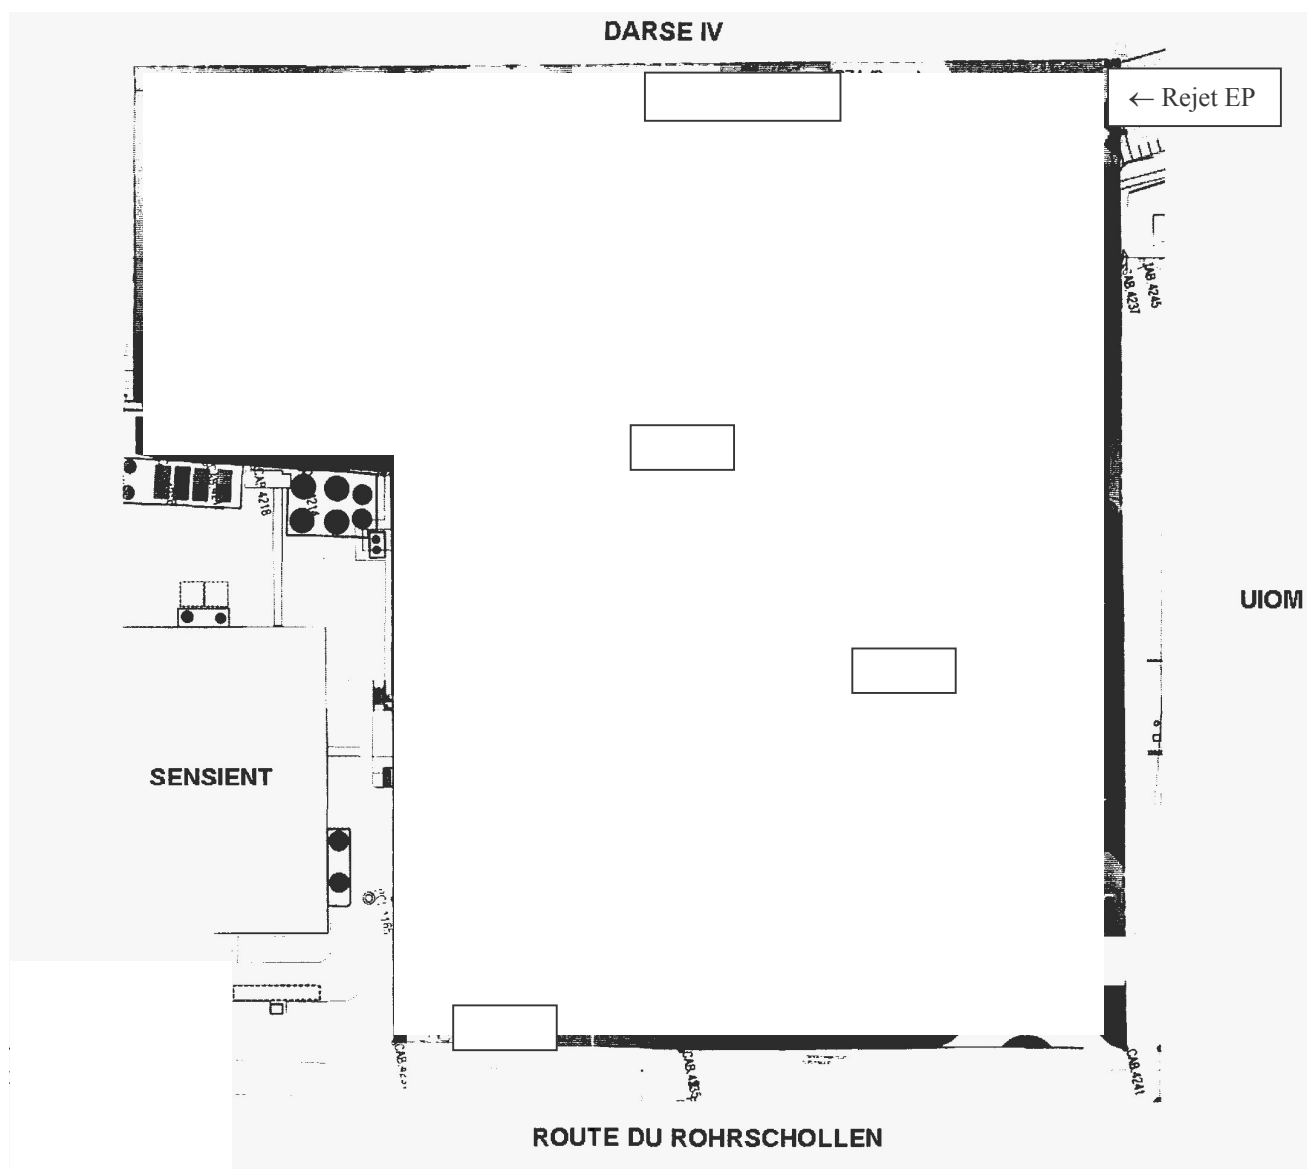 DARSE IV
← Rejet EP
CAB.4245
CAB.4237
CAB.4218
UIOM
SENSIENT
CAB.4241
ROUTE DU ROHRSCHOLLEN